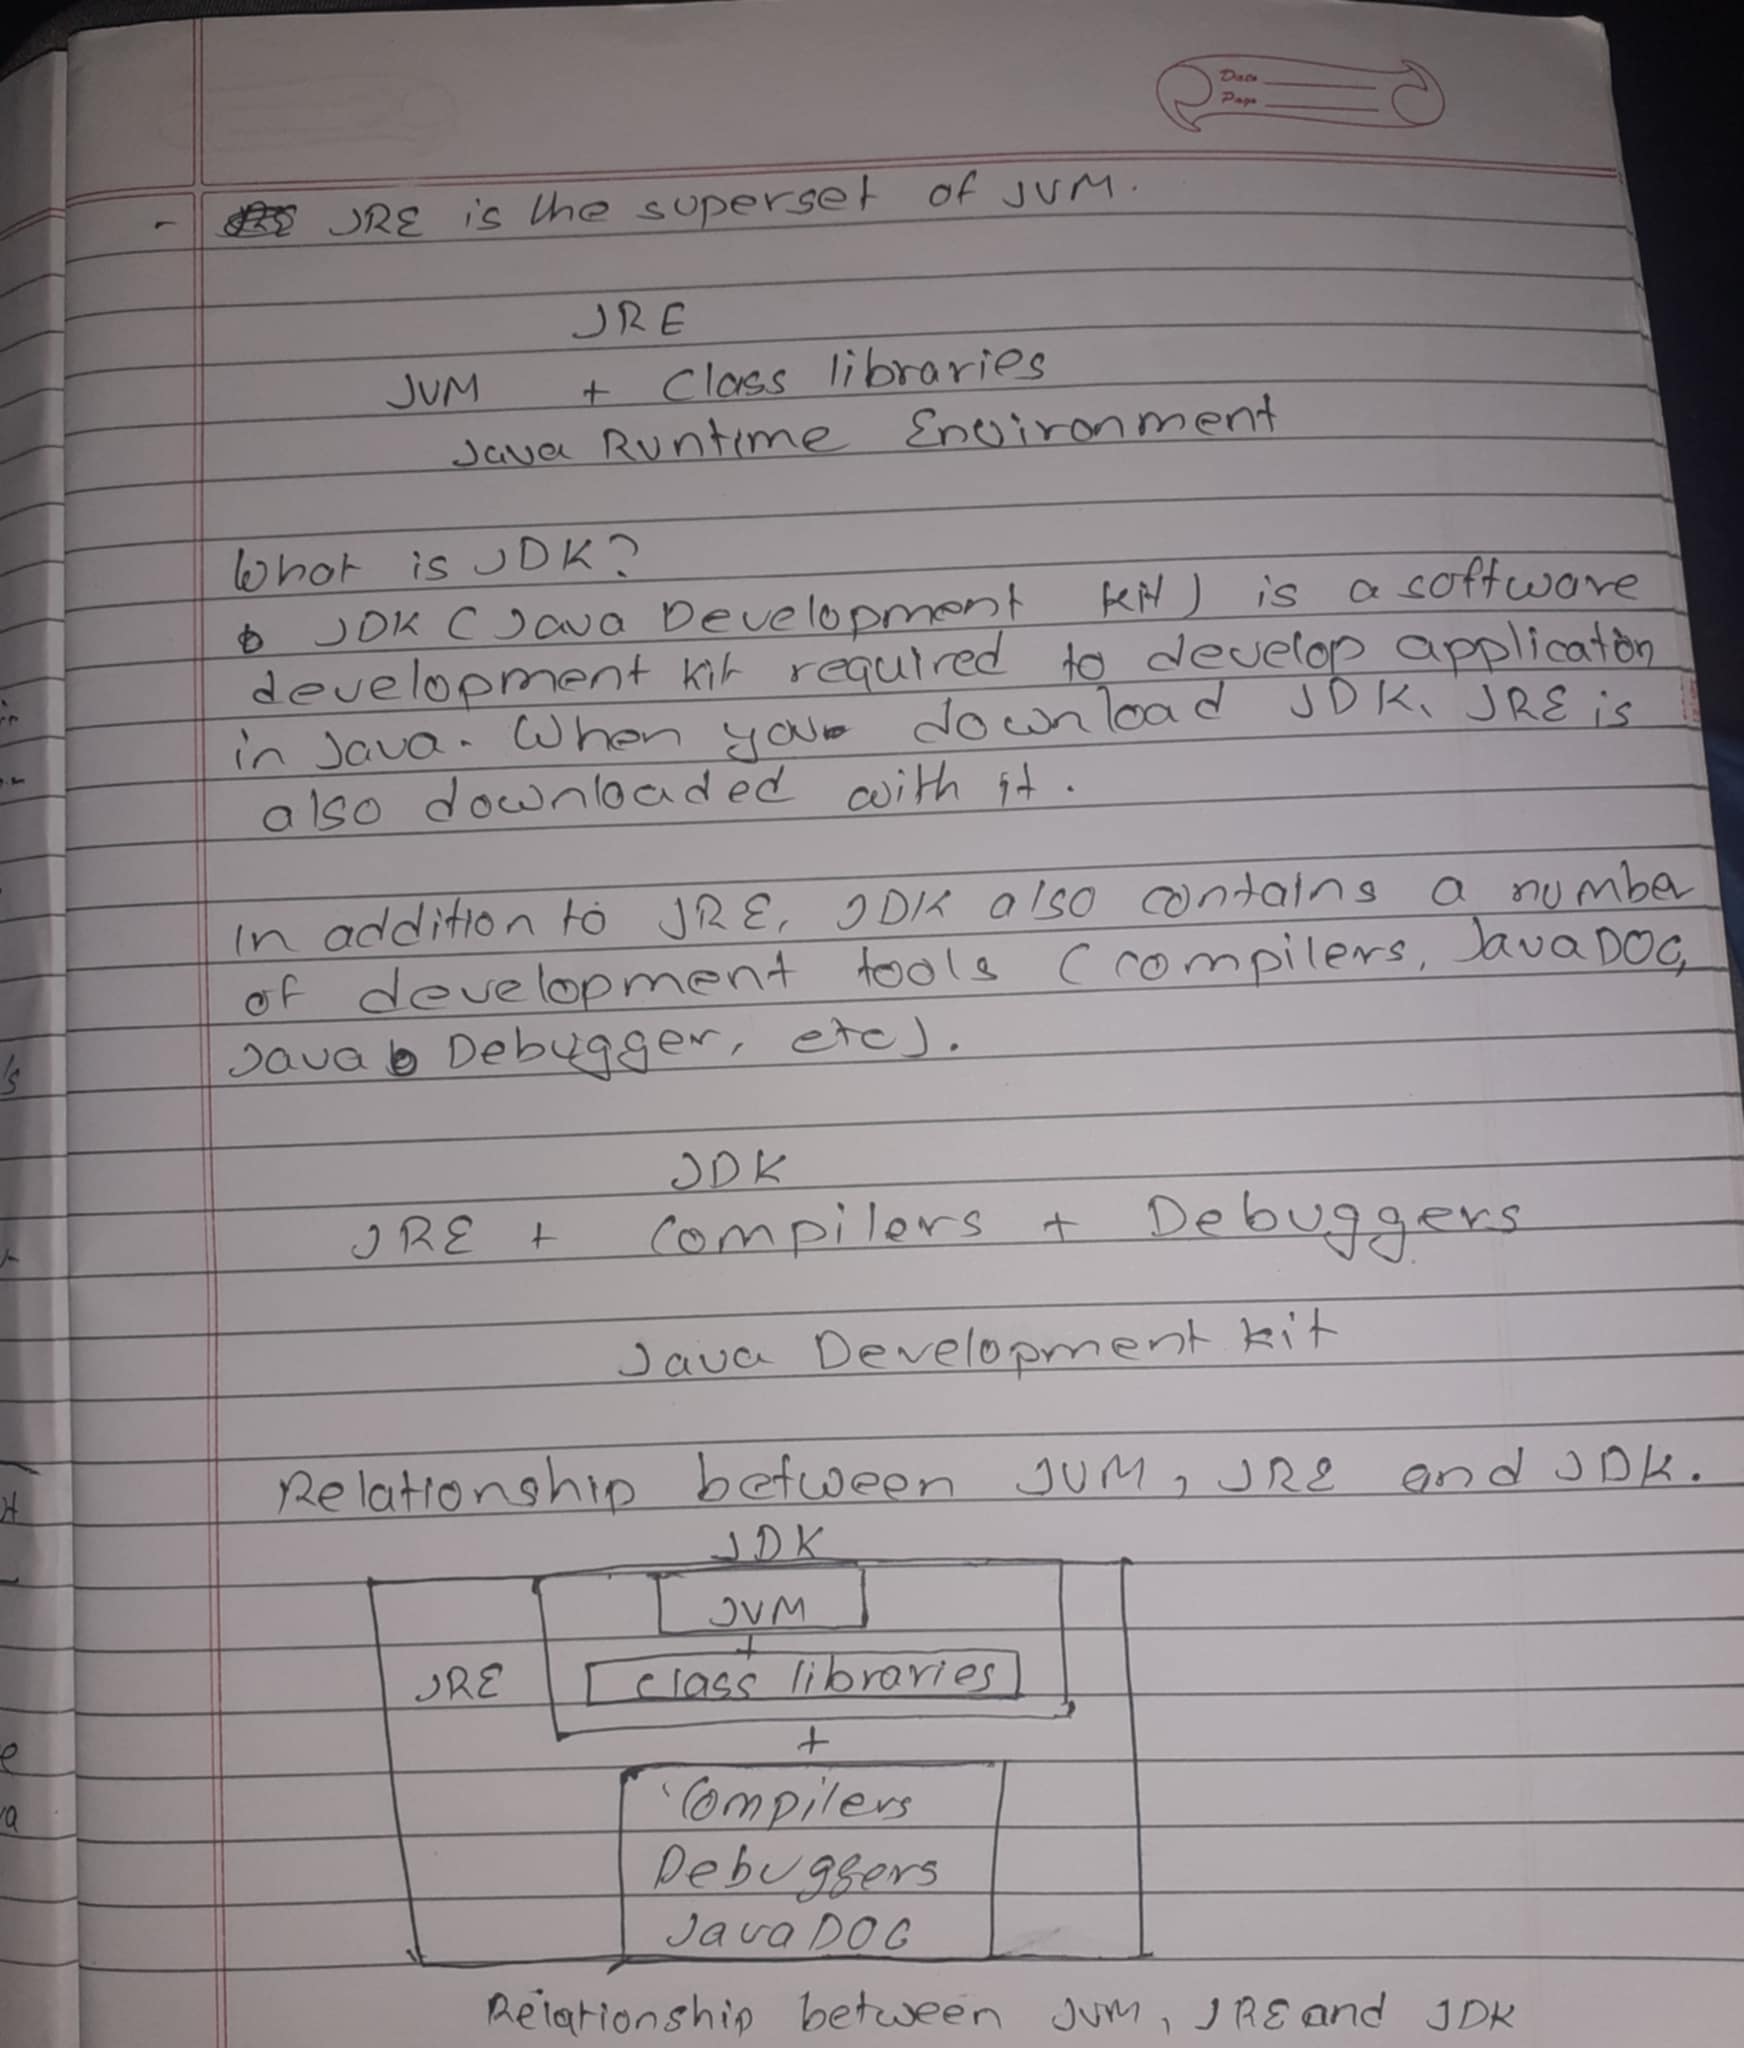 Date
Page
- JRE is the superset of JVM.
JRE
JVM + Class libraries
Java Runtime Environment
What is JDK?
JDK (Java Development Kit) is a software
development kit required to develop application
in Java. When you download JDK, JRE is
also downloaded with it.
In addition to JRE, JDK also contains a number
of development tools (compilers, JavaDOC,
Java Debugger, etc).
JDK
JRE + Compilers + Debuggers
Java Development kit
Relationship between JVM, JRE and JDK.
JDK
JVM
+
JRE class libraries
+
Compilers
Debuggers
JavaDOC
Relationship between JVM, JRE and JDK